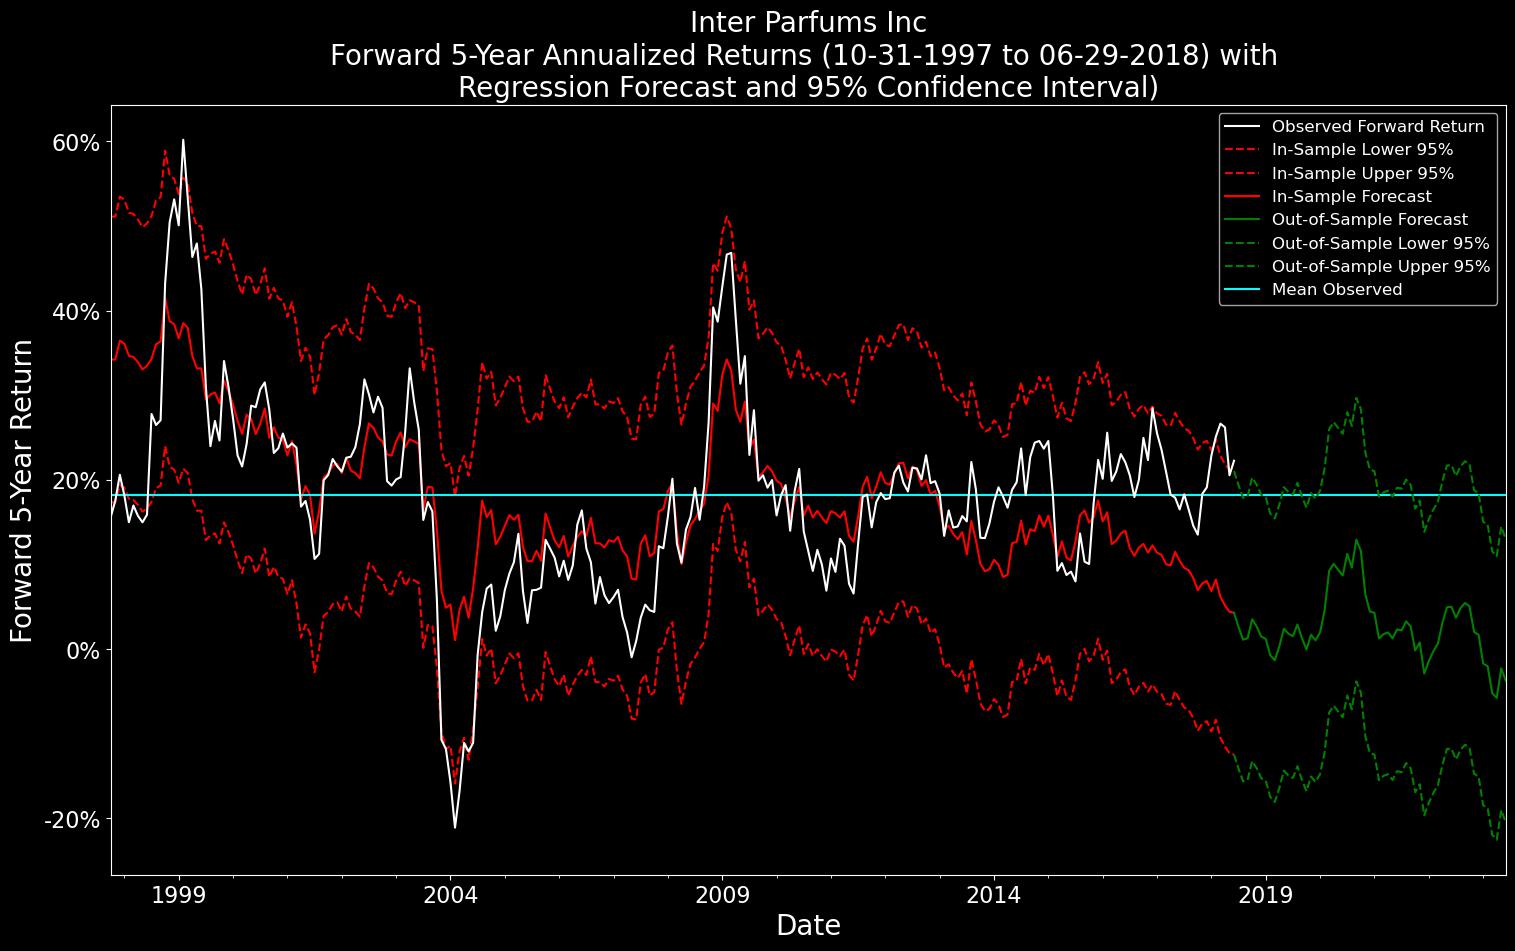 Inter Parfums Inc
Forward 5-Year Annualized Returns (10-31-1997 to 06-29-2018) with
Regression Forecast and 95% Confidence Interval)
Observed Forward Return
In-Sample Lower 95%
In-Sample Upper 95%
In-Sample Forecast
Out-of-Sample Forecast
Out-of-Sample Lower 95%
Out-of-Sample Upper 95%
Mean Observed
Forward 5-Year Return
60%
40%
20%
0%
-20%
1999
2004
2009
2014
2019
Date